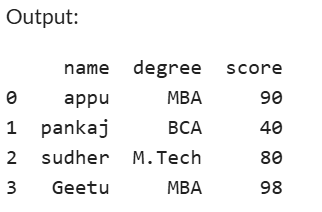 Output:
name degree score
0 appu MBA 90
1 pankaj BCA 40
2 sudher M.Tech 80
3 Geetu MBA 98